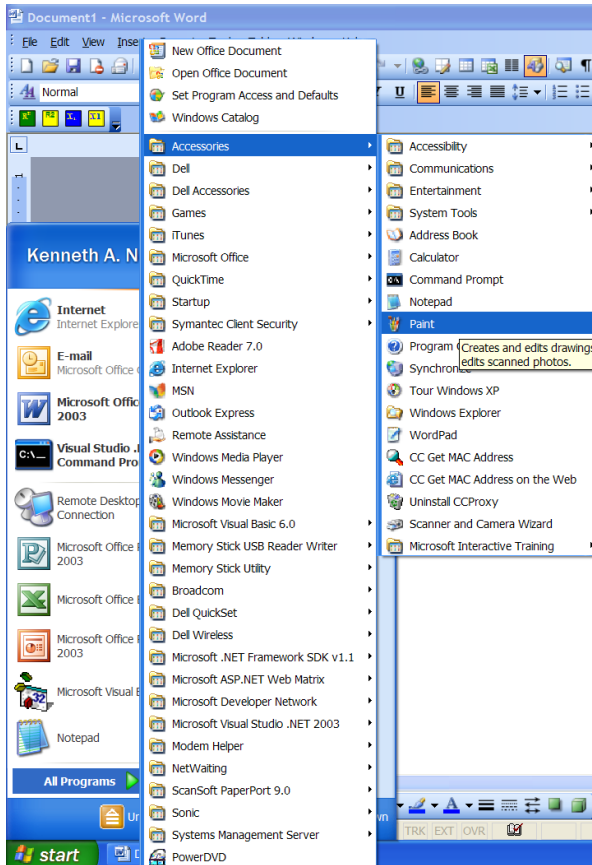 Document1 - Microsoft Word
File Edit View
Normal
U
New Office Document
Open Office Document
Set Program Access and Defaults
Windows Catalog
Accessories
Dell
Dell Accessories
Games
iTunes
Microsoft Office
QuickTime
Startup
Symantec Client Security
Adobe Reader 7.0
Internet Explorer
MSN
Outlook Express
Remote Assistance
Windows Media Player
Windows Messenger
Windows Movie Maker
Microsoft Visual Basic 6.0
Memory Stick USB Reader Writer
Memory Stick Utility
Broadcom
Dell QuickSet
Dell Wireless
Microsoft .NET Framework SDK v1.1
Microsoft ASP.NET Web Matrix
Microsoft Developer Network
Microsoft Visual Studio .NET 2003
Modem Helper
NetWaiting
ScanSoft PaperPort 9.0
Sonic
Systems Management Server
PowerDVD
Accessibility
Communications
Entertainment
System Tools
Address Book
Calculator
Command Prompt
Notepad
Paint
Program
Synchroniz
Tour Windows XP
Windows Explorer
WordPad
CC Get MAC Address
CC Get MAC Address on the Web
Uninstall CCProxy
Scanner and Camera Wizard
Microsoft Interactive Training
Creates and edits drawings
edits scanned photos.
Kenneth A. N
Internet
Internet Explore
E-mail
Microsoft Office
Microsoft Offic
2003
Visual Studio .
Command Pro
Remote Desktop
Connection
Microsoft Office
2003
Microsoft Office
Microsoft Office
2003
Microsoft Visual
Notepad
All Programs
start
TRK EXT OVR